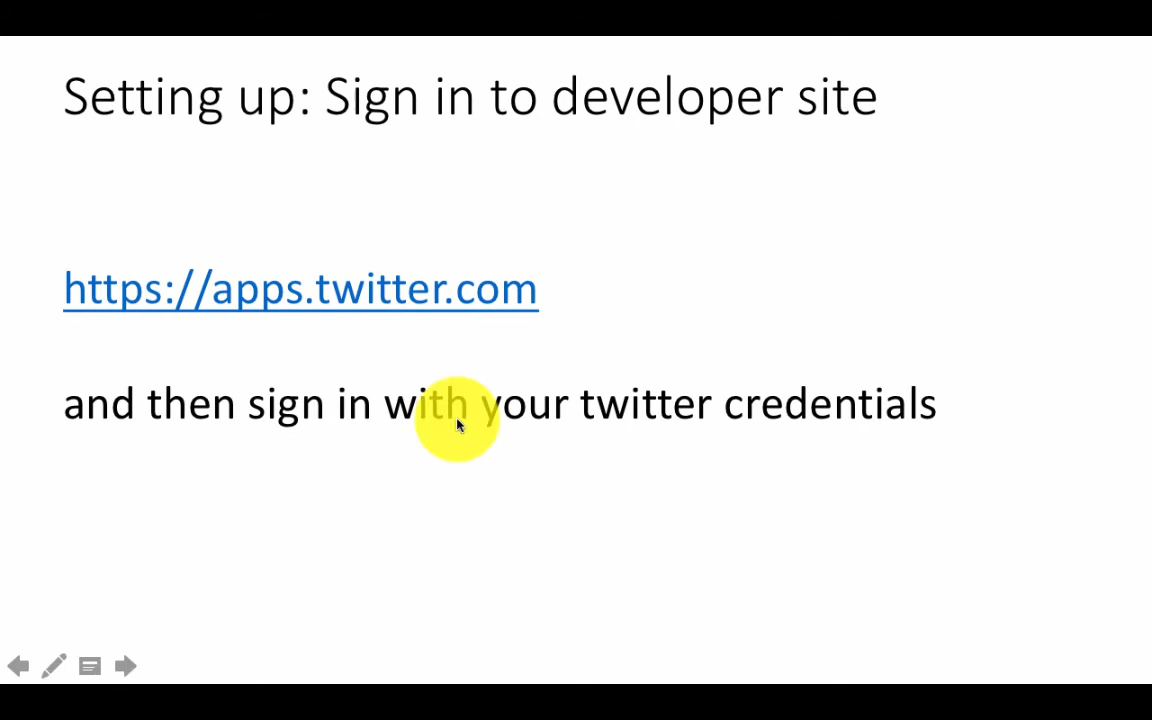 Setting up: Sign in to developer site
https://apps.twitter.com
and then sign in with your twitter credentials